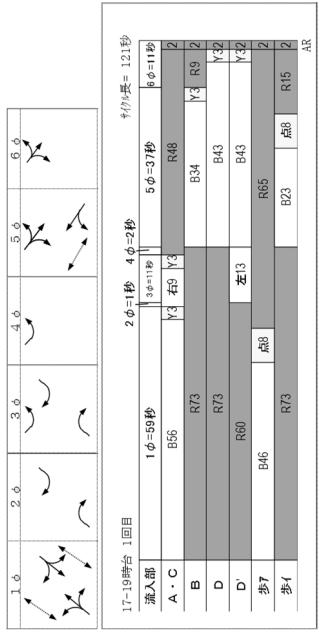 1φ 2φ 3φ 4φ 5φ 6φ
17-19時台 1回目 サイクル長= 121秒
流入部 1φ=59秒 2φ=1秒 3φ=11秒 4φ=2秒 5φ=37秒 6φ=11秒
A・C B56 Y3 右9 Y3 R48 2
B R73 B34 Y3 R9 2
D R73 B43 Y3 2 2
D' R60 左13 B43 Y3 2 2
歩ア B46 点8 R65 2
歩イ R73 B23 点8 R15 2
AR